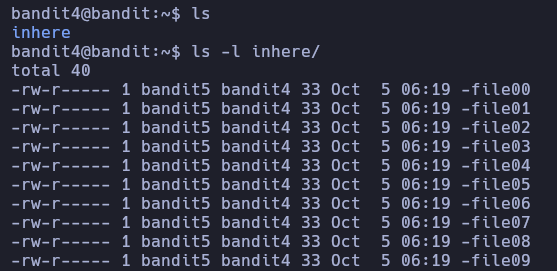 bandit4@bandit:~$ ls
inhere
bandit4@bandit:~$ ls -l inhere/
total 40
-rw-r----- 1 bandit5 bandit4 33 Oct  5 06:19 -file00
-rw-r----- 1 bandit5 bandit4 33 Oct  5 06:19 -file01
-rw-r----- 1 bandit5 bandit4 33 Oct  5 06:19 -file02
-rw-r----- 1 bandit5 bandit4 33 Oct  5 06:19 -file03
-rw-r----- 1 bandit5 bandit4 33 Oct  5 06:19 -file04
-rw-r----- 1 bandit5 bandit4 33 Oct  5 06:19 -file05
-rw-r----- 1 bandit5 bandit4 33 Oct  5 06:19 -file06
-rw-r----- 1 bandit5 bandit4 33 Oct  5 06:19 -file07
-rw-r----- 1 bandit5 bandit4 33 Oct  5 06:19 -file08
-rw-r----- 1 bandit5 bandit4 33 Oct  5 06:19 -file09